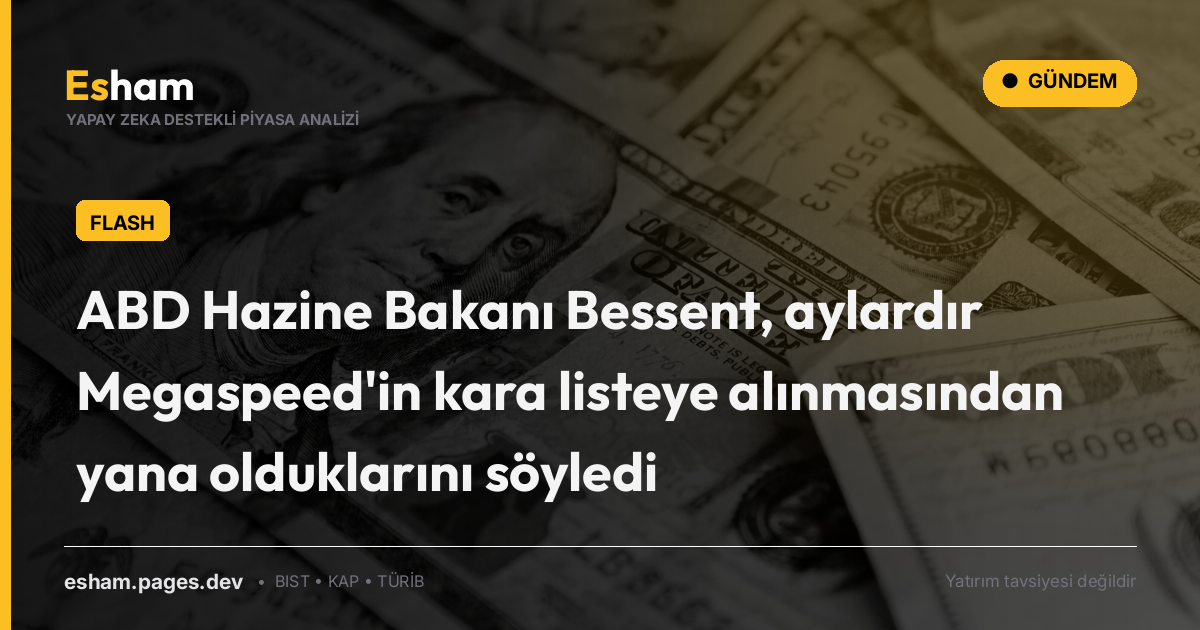 Esham
GÜNDEM
YAPAY ZEKA DESTEKLİ PİYASA ANALİZİ
FLASH
ABD Hazine Bakanı Bessent, aylardır
Megaspeed'in kara listeye alınmasından
yana olduklarını söyledi
esham.pages.dev • BIST • KAP • TÜRİB
Yatırım tavsiyesi değildir